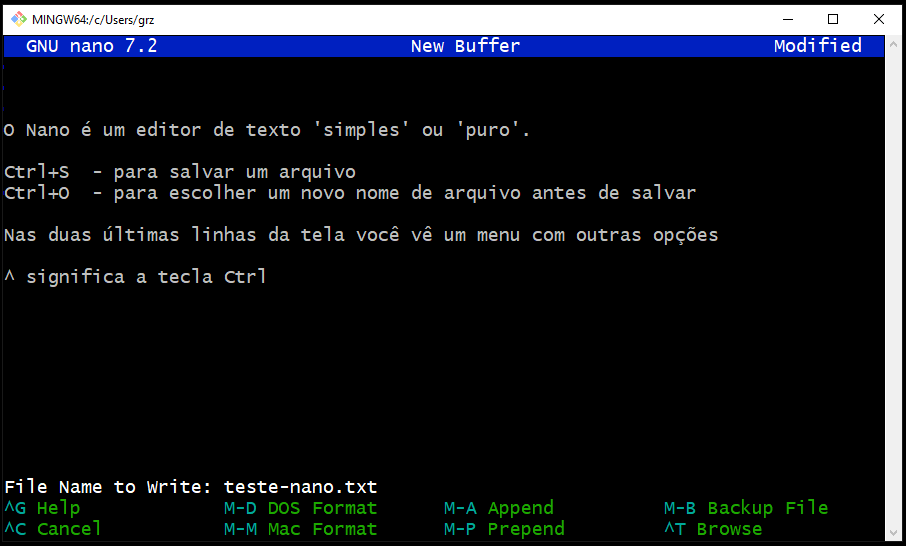 MINGW64:/c/Users/grz
GNU nano 7.2 New Buffer Modified
O Nano é um editor de texto 'simples' ou 'puro'.
Ctrl+S - para salvar um arquivo
Ctrl+O - para escolher um novo nome de arquivo antes de salvar
Nas duas últimas linhas da tela você vê um menu com outras opções
^ significa a tecla Ctrl
File Name to Write: teste-nano.txt
^G Help M-D DOS Format M-A Append M-B Backup File
^C Cancel M-M Mac Format M-P Prepend ^T Browse